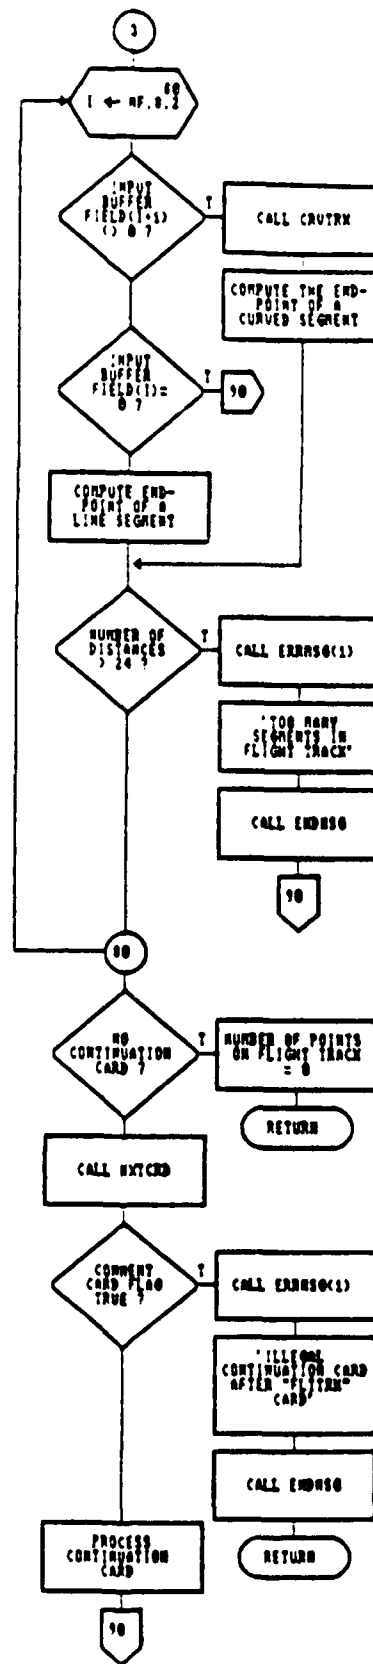 3
80
I ← NF,8,2
INPUT
BUFFER
FIELD(I+1)
<> 0 ?
T
CALL CRVTRK
COMPUTE THE END-
POINT OF A
CURVED SEGMENT
INPUT
BUFFER
FIELD(I)=
0 ?
T
90
COMPUTE END-
POINT OF A
LINE SEGMENT
NUMBER OF
DISTANCES
> 24 ?
T
CALL ERRMSG(1)
"TOO MANY
SEGMENTS IN
FLIGHT TRACK"
CALL ENDMSG
90
80
NO
CONTINUATION
CARD ?
T
NUMBER OF POINTS
ON FLIGHT TRACK
= 0
RETURN
CALL NXTCRD
COMMENT
CARD FLAG
TRUE ?
T
CALL ERRMSG(1)
"ILLEGAL
CONTINUATION CARD
AFTER "FLTTRK"
CARD"
CALL ENDMSG
PROCESS
CONTINUATION
CARD
RETURN
90